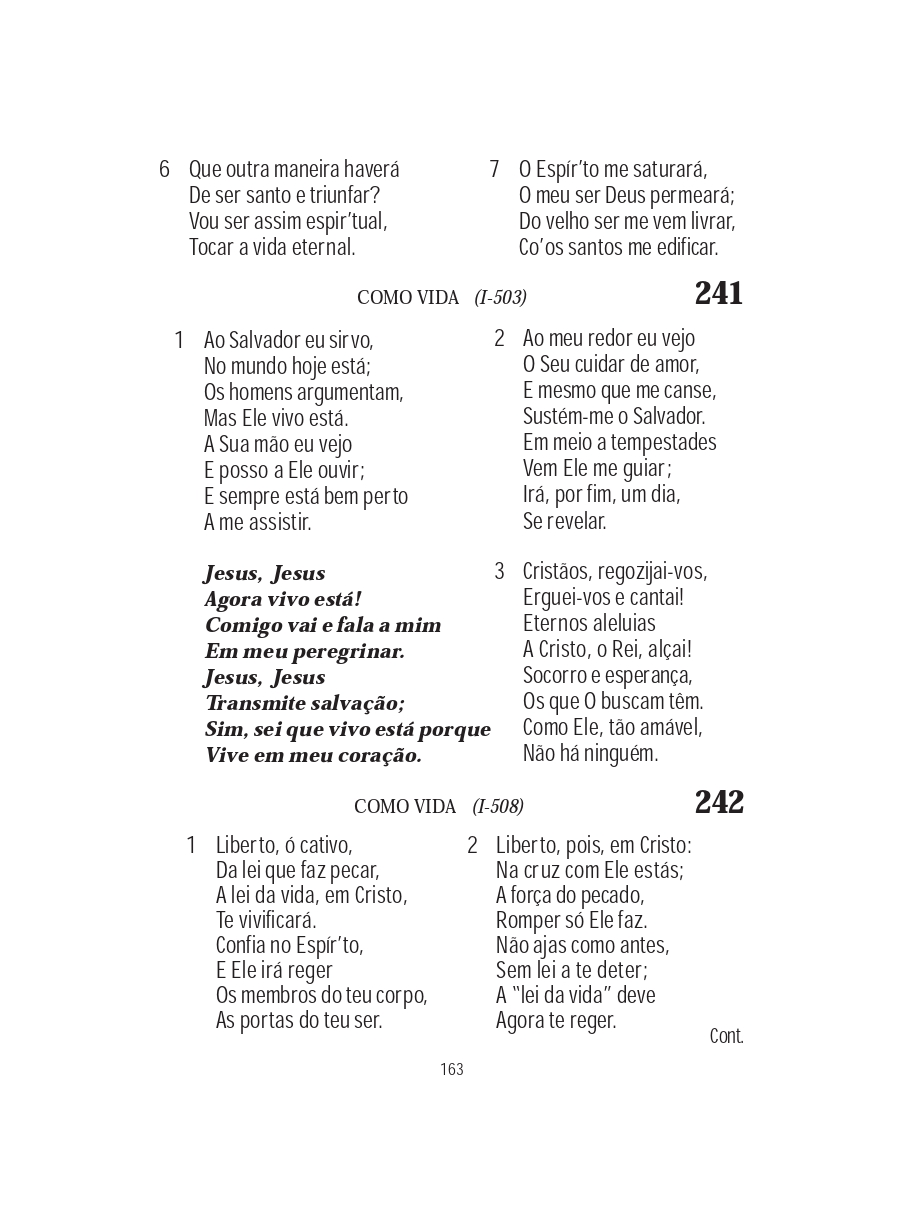 6 Que outra maneira haverá
De ser santo e triunfar?
Vou ser assim espir’tual,
Tocar a vida eternal.
7 O Espír’to me saturará,
O meu ser Deus permeará;
Do velho ser me vem livrar,
Co’os santos me edificar.
COMO VIDA (I-503) 241
1 Ao Salvador eu sirvo,
No mundo hoje está;
Os homens argumentam,
Mas Ele vivo está.
A Sua mão eu vejo
E posso a Ele ouvir;
E sempre está bem perto
A me assistir.
Jesus, Jesus
Agora vivo está!
Comigo vai e fala a mim
Em meu peregrinar.
Jesus, Jesus
Transmite salvação;
Sim, sei que vivo está porque
Vive em meu coração.
2 Ao meu redor eu vejo
O Seu cuidar de amor,
E mesmo que me canse,
Sustém-me o Salvador.
Em meio a tempestades
Vem Ele me guiar;
Irá, por fim, um dia,
Se revelar.
3 Cristãos, regozijai-vos,
Erguei-vos e cantai!
Eternos aleluias
A Cristo, o Rei, alçai!
Socorro e esperança,
Os que O buscam têm.
Como Ele, tão amável,
Não há ninguém.
COMO VIDA (I-508) 242
1 Liberto, ó cativo,
Da lei que faz pecar,
A lei da vida, em Cristo,
Te vivificará.
Confia no Espír’to,
E Ele irá reger
Os membros do teu corpo,
As portas do teu ser.
2 Liberto, pois, em Cristo:
Na cruz com Ele estás;
A força do pecado,
Romper só Ele faz.
Não ajas como antes,
Sem lei a te deter;
A “lei da vida” deve
Agora te reger.
Cont.
163